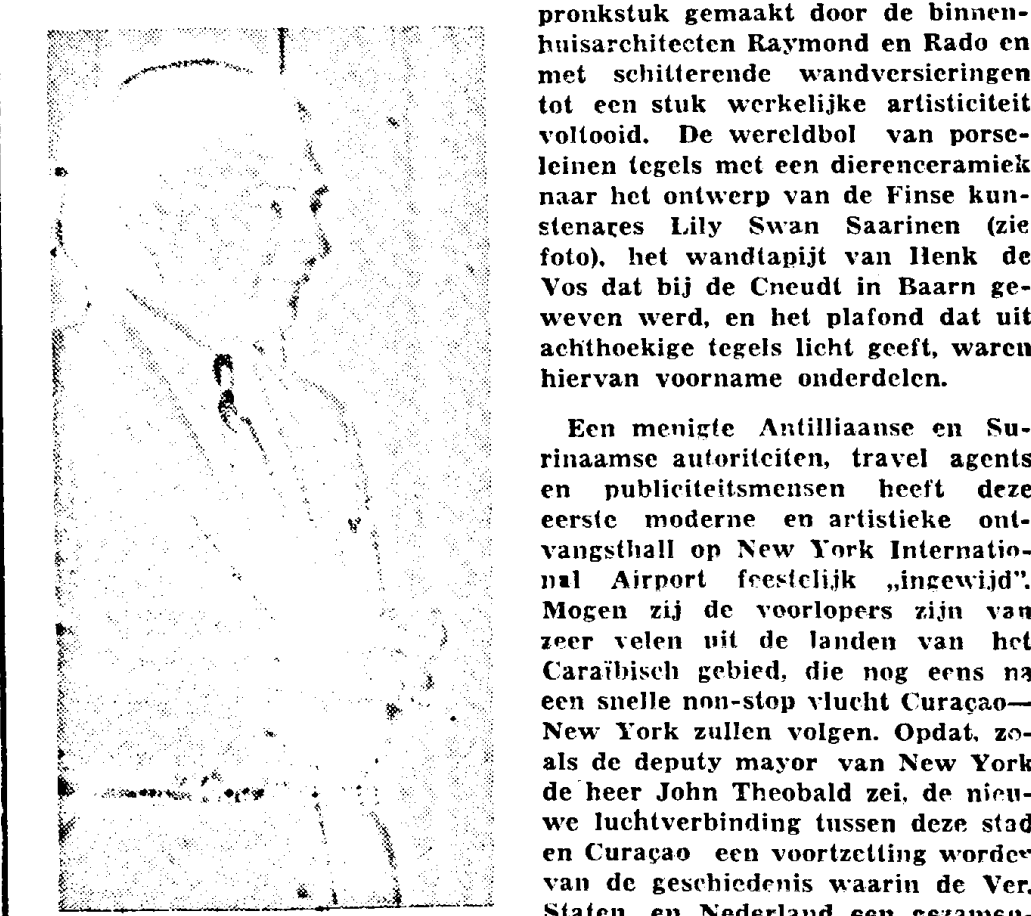 pronkstuk gemaakt door de binnen-
huisarchitecten Raymond en Rado en
met schitterende wandversieringen
tot een stuk werkelijke artisticiteit
voltooid. De wereldbol van porse-
leinen tegels met een dierenceramiek
naar het ontwerp van de Finse kun-
stenares Lily Swan Saarinen (zie
foto), het wandtapijt van Henk de
Vos dat bij de Cneudt in Baarn ge-
weven werd, en het plafond dat uit
achthoekige tegels licht geeft, waren
hiervan voorname onderdelen.
Een menigte Antilliaanse en Su-
rinaamse autoriteiten, travel agents
en publiciteitsmensen heeft deze
eerste moderne en artistieke ont-
vangsthall op New York Internatio-
nal Airport feestelijk „ingewijd”.
Mogen zij de voorlopers zijn van
zeer velen uit de landen van het
Caraïbisch gebied, die nog eens na
een snelle non-stop vlucht Curaçao—
New York zullen volgen. Opdat, zo-
als de deputy mayor van New York
de heer John Theobald zei, de nieu-
we luchtverbinding tussen deze stad
en Curaçao een voortzetting worder
van de geschiedenis waarin de Ver.
Staten en Nederland een gezamen-